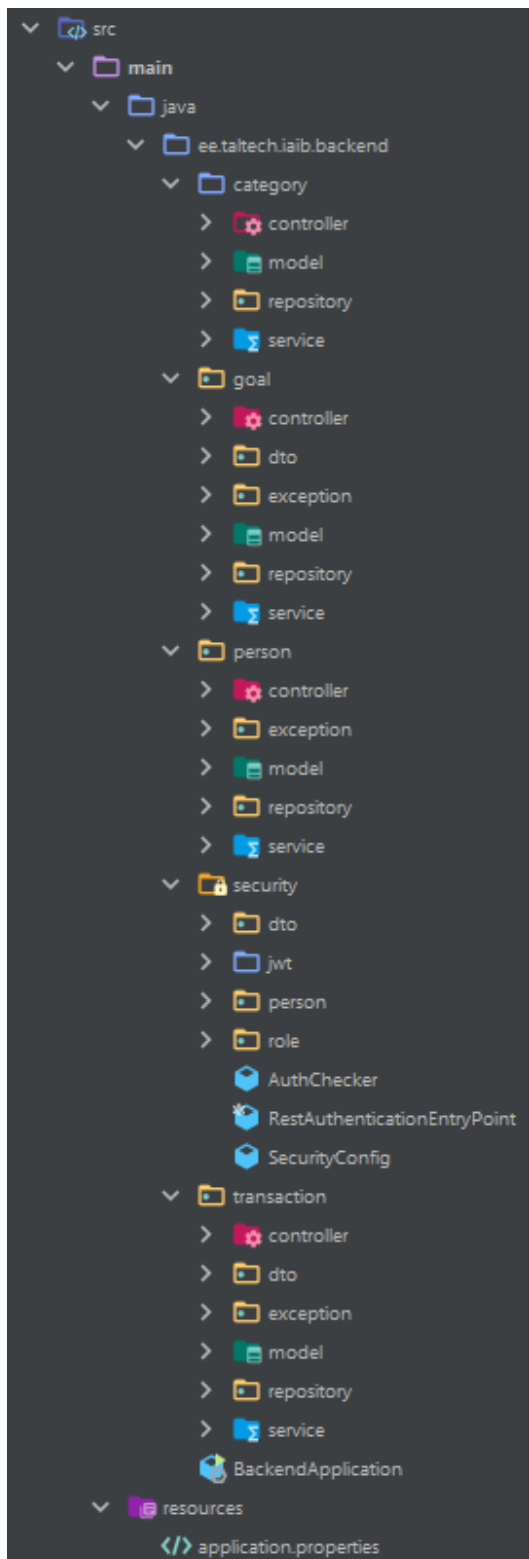 src
main
java
ee.taltech.iaib.backend
category
controller
model
repository
service
goal
controller
dto
exception
model
repository
service
person
controller
exception
model
repository
service
security
dto
jwt
person
role
AuthChecker
RestAuthenticationEntryPoint
SecurityConfig
transaction
controller
dto
exception
model
repository
service
BackendApplication
resources
application.properties